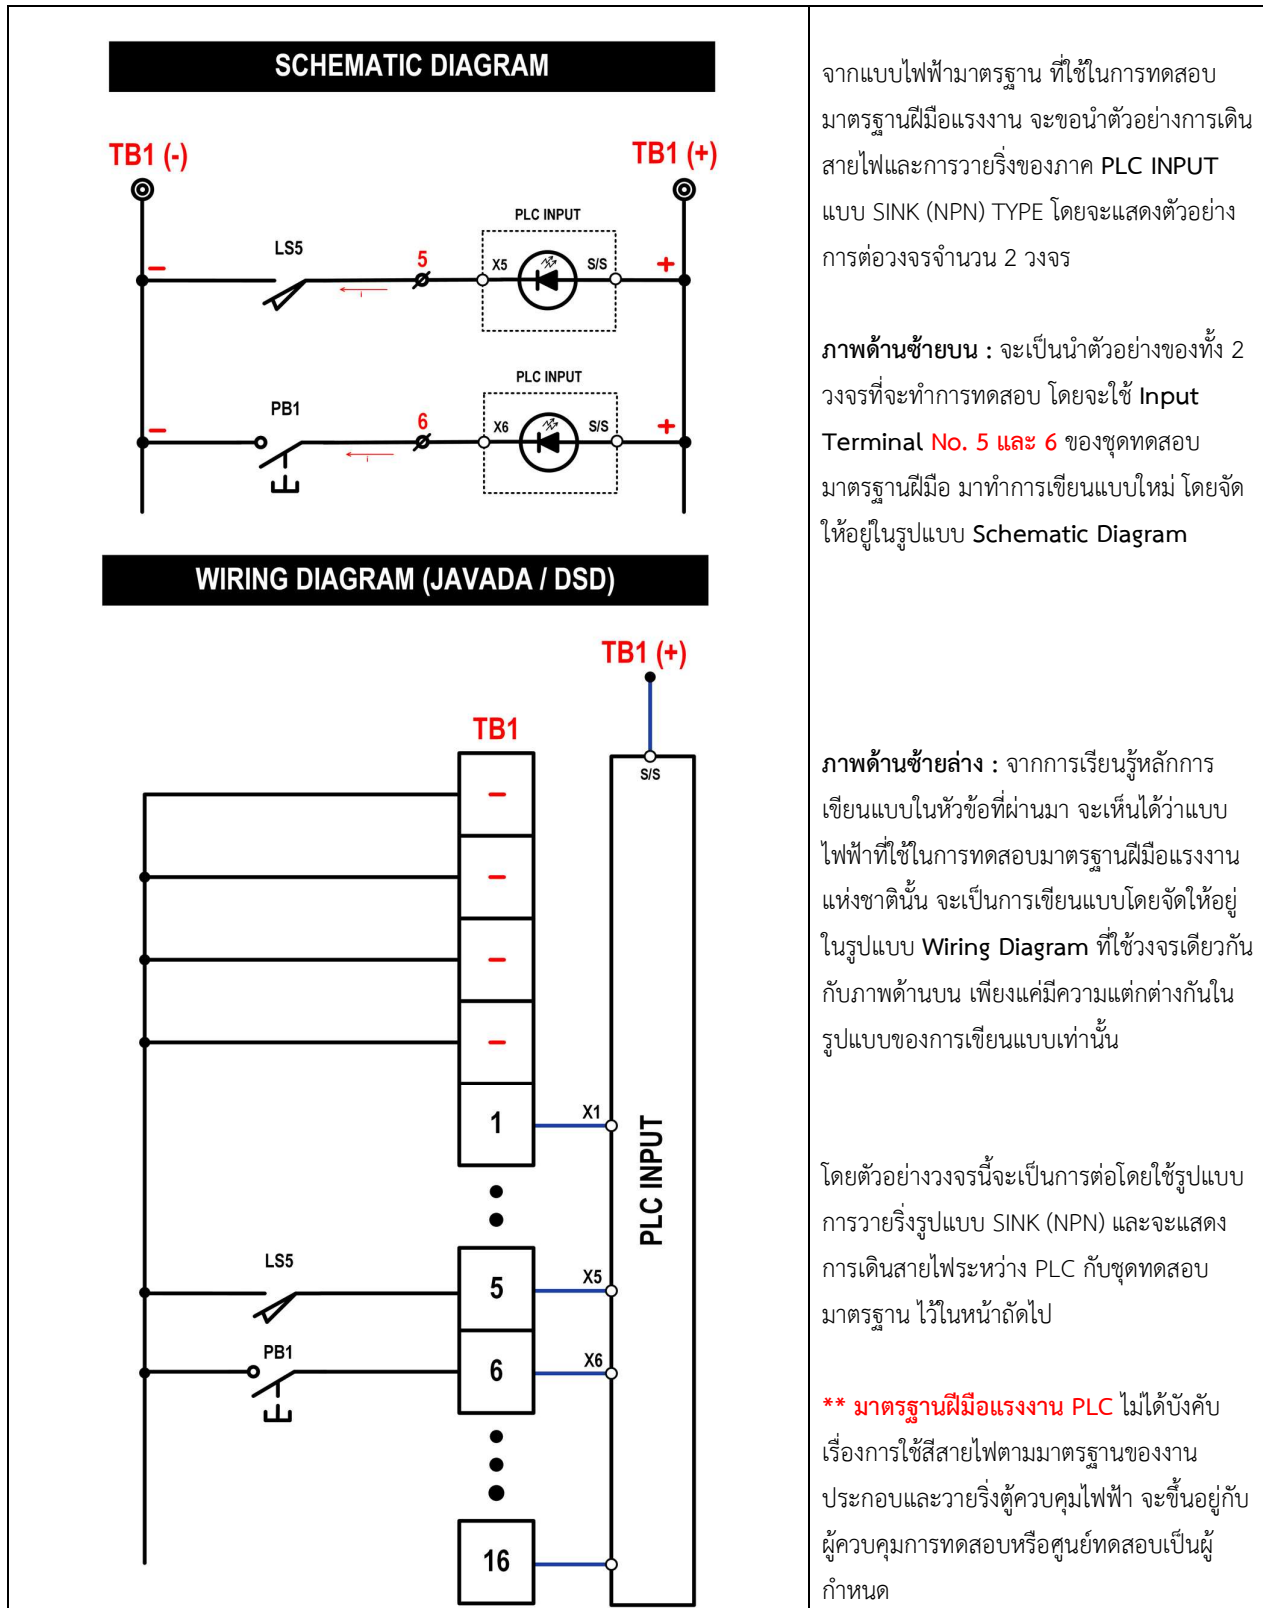 SCHEMATIC DIAGRAM
TB1 (-)
TB1 (+)
PLC INPUT
LS5
5
X5
S/S
–
+
i
PLC INPUT
PB1
6
X6
S/S
–
+
i
WIRING DIAGRAM (JAVADA / DSD)
TB1 (+)
TB1
S/S
–
–
–
–
1
X1
PLC INPUT
LS5
5
X5
PB1
6
X6
16
จากแบบไฟฟ้ามาตรฐาน ที่ใช้ในการทดสอบ
มาตรฐานฝีมือแรงงาน จะขอนำตัวอย่างการเดิน
สายไฟและการวายริ่งของภาค PLC INPUT
แบบ SINK (NPN) TYPE โดยจะแสดงตัวอย่าง
การต่อวงจรจำนวน 2 วงจร
ภาพด้านซ้ายบน : จะเป็นนำตัวอย่างของทั้ง 2
วงจรที่จะทำการทดสอบ โดยจะใช้ Input
Terminal No. 5 และ 6 ของชุดทดสอบ
มาตรฐานฝีมือ มาทำการเขียนแบบใหม่ โดยจัด
ให้อยู่ในรูปแบบ Schematic Diagram
ภาพด้านซ้ายล่าง : จากการเรียนรู้หลักการ
เขียนแบบในหัวข้อที่ผ่านมา จะเห็นได้ว่าแบบ
ไฟฟ้าที่ใช้ในการทดสอบมาตรฐานฝีมือแรงงาน
แห่งชาตินั้น จะเป็นการเขียนแบบโดยจัดให้อยู่
ในรูปแบบ Wiring Diagram ที่ใช้วงจรเดียวกัน
กับภาพด้านบน เพียงแค่มีความแตกต่างกันใน
รูปแบบของการเขียนแบบเท่านั้น
โดยตัวอย่างวงจรนี้จะเป็นการต่อโดยใช้รูปแบบ
การวายริ่งรูปแบบ SINK (NPN) และจะแสดง
การเดินสายไฟระหว่าง PLC กับชุดทดสอบ
มาตรฐาน ไว้ในหน้าถัดไป
** มาตรฐานฝีมือแรงงาน PLC ไม่ได้บังคับ
เรื่องการใช้สีสายไฟตามมาตรฐานของงาน
ประกอบและวายริ่งตู้ควบคุมไฟฟ้า จะขึ้นอยู่กับ
ผู้ควบคุมการทดสอบหรือศูนย์ทดสอบเป็นผู้
กำหนด